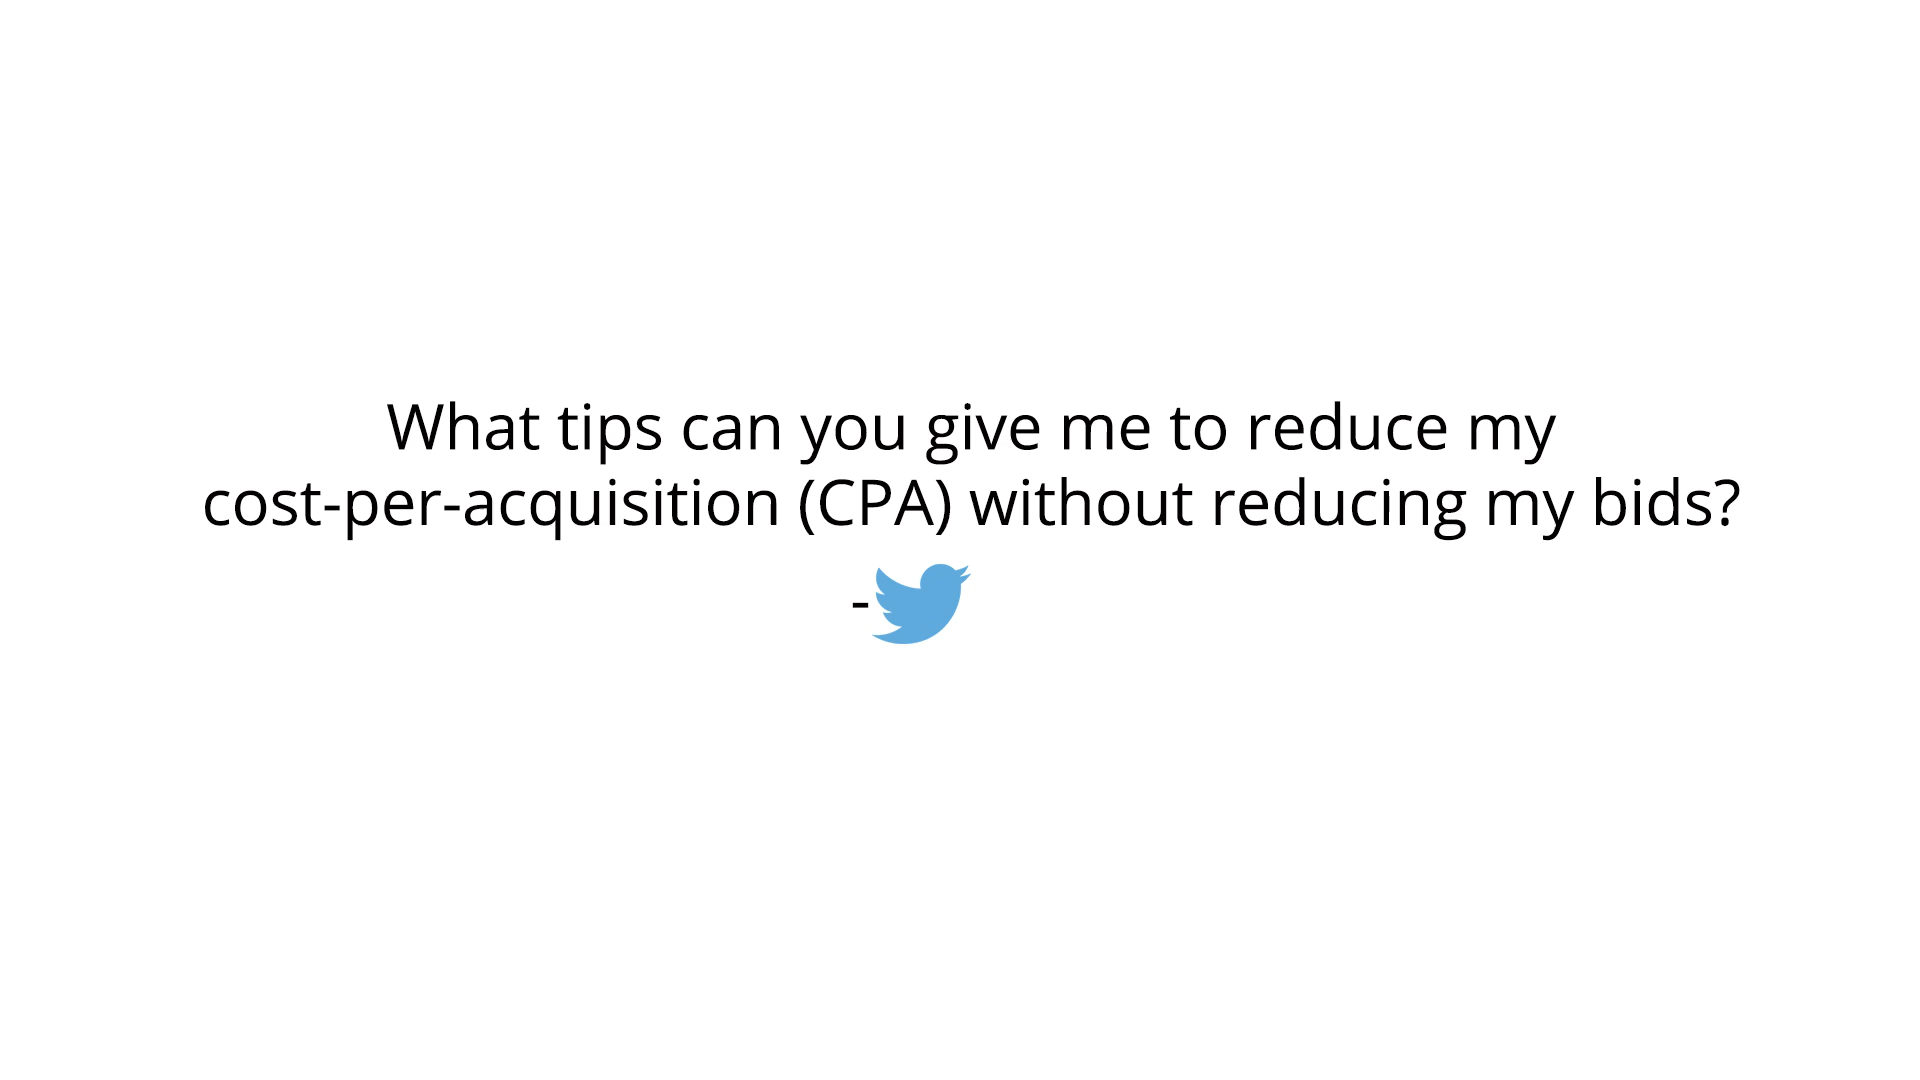 What tips can you give me to reduce my
cost-per-acquisition (CPA) without reducing my bids?
-